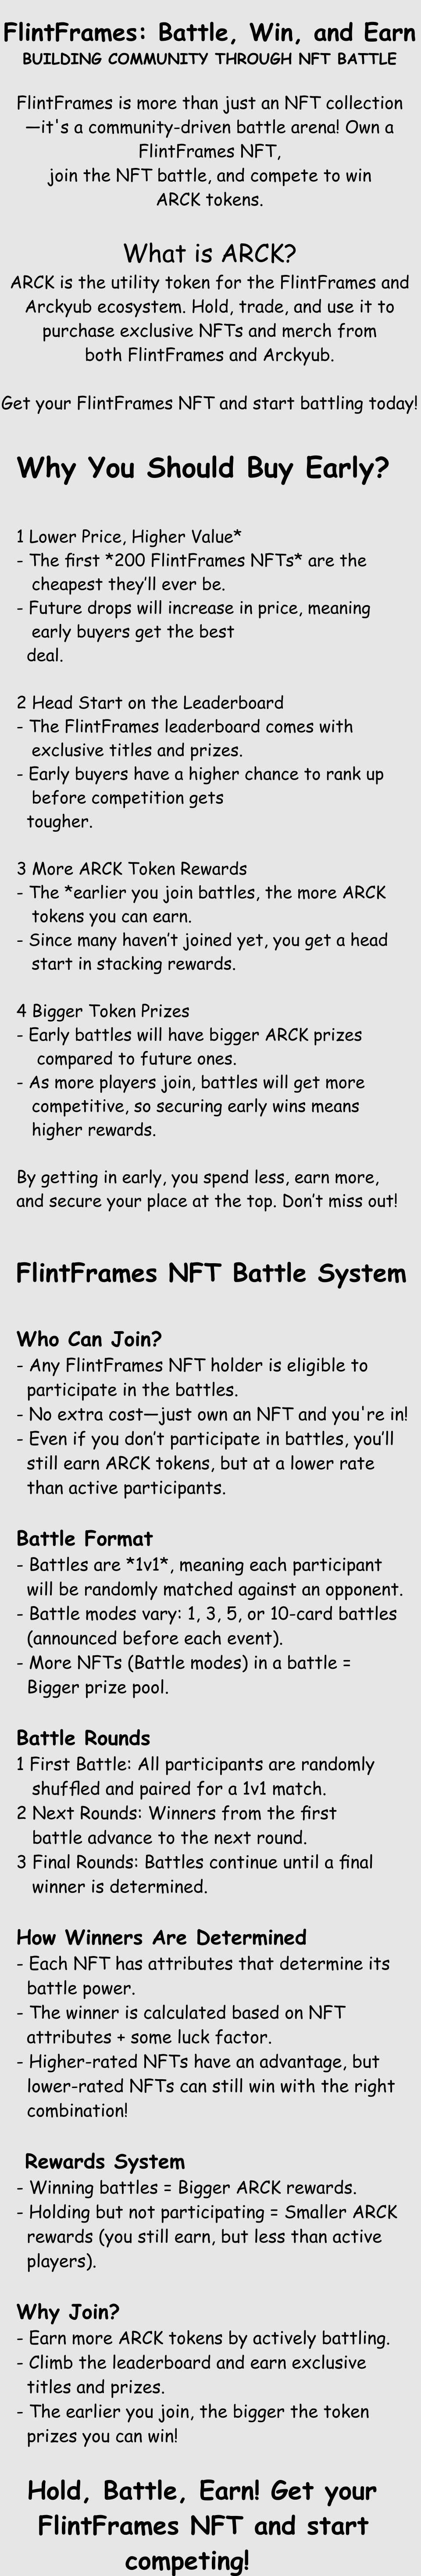 FlintFrames: Battle, Win, and Earn
BUILDING COMMUNITY THROUGH NFT BATTLE
FlintFrames is more than just an NFT collection
—it's a community-driven battle arena! Own a
FlintFrames NFT,
join the NFT battle, and compete to win
ARCK tokens.
What is ARCK?
ARCK is the utility token for the FlintFrames and
Arckyub ecosystem. Hold, trade, and use it to
purchase exclusive NFTs and merch from
both FlintFrames and Arckyub.
Get your FlintFrames NFT and start battling today!
Why You Should Buy Early?
1 Lower Price, Higher Value*
- The first *200 FlintFrames NFTs* are the
cheapest they’ll ever be.
- Future drops will increase in price, meaning
early buyers get the best
deal.
2 Head Start on the Leaderboard
- The FlintFrames leaderboard comes with
exclusive titles and prizes.
- Early buyers have a higher chance to rank up
before competition gets
tougher.
3 More ARCK Token Rewards
- The *earlier you join battles, the more ARCK
tokens you can earn.
- Since many haven’t joined yet, you get a head
start in stacking rewards.
4 Bigger Token Prizes
- Early battles will have bigger ARCK prizes
compared to future ones.
- As more players join, battles will get more
competitive, so securing early wins means
higher rewards.
By getting in early, you spend less, earn more,
and secure your place at the top. Don’t miss out!
FlintFrames NFT Battle System
Who Can Join?
- Any FlintFrames NFT holder is eligible to
participate in the battles.
- No extra cost—just own an NFT and you're in!
- Even if you don’t participate in battles, you’ll
still earn ARCK tokens, but at a lower rate
than active participants.
Battle Format
- Battles are *1v1*, meaning each participant
will be randomly matched against an opponent.
- Battle modes vary: 1, 3, 5, or 10-card battles
(announced before each event).
- More NFTs (Battle modes) in a battle =
Bigger prize pool.
Battle Rounds
1 First Battle: All participants are randomly
shuffled and paired for a 1v1 match.
2 Next Rounds: Winners from the first
battle advance to the next round.
3 Final Rounds: Battles continue until a final
winner is determined.
How Winners Are Determined
- Each NFT has attributes that determine its
battle power.
- The winner is calculated based on NFT
attributes + some luck factor.
- Higher-rated NFTs have an advantage, but
lower-rated NFTs can still win with the right
combination!
Rewards System
- Winning battles = Bigger ARCK rewards.
- Holding but not participating = Smaller ARCK
rewards (you still earn, but less than active
players).
Why Join?
- Earn more ARCK tokens by actively battling.
- Climb the leaderboard and earn exclusive
titles and prizes.
- The earlier you join, the bigger the token
prizes you can win!
Hold, Battle, Earn! Get your
FlintFrames NFT and start
competing!